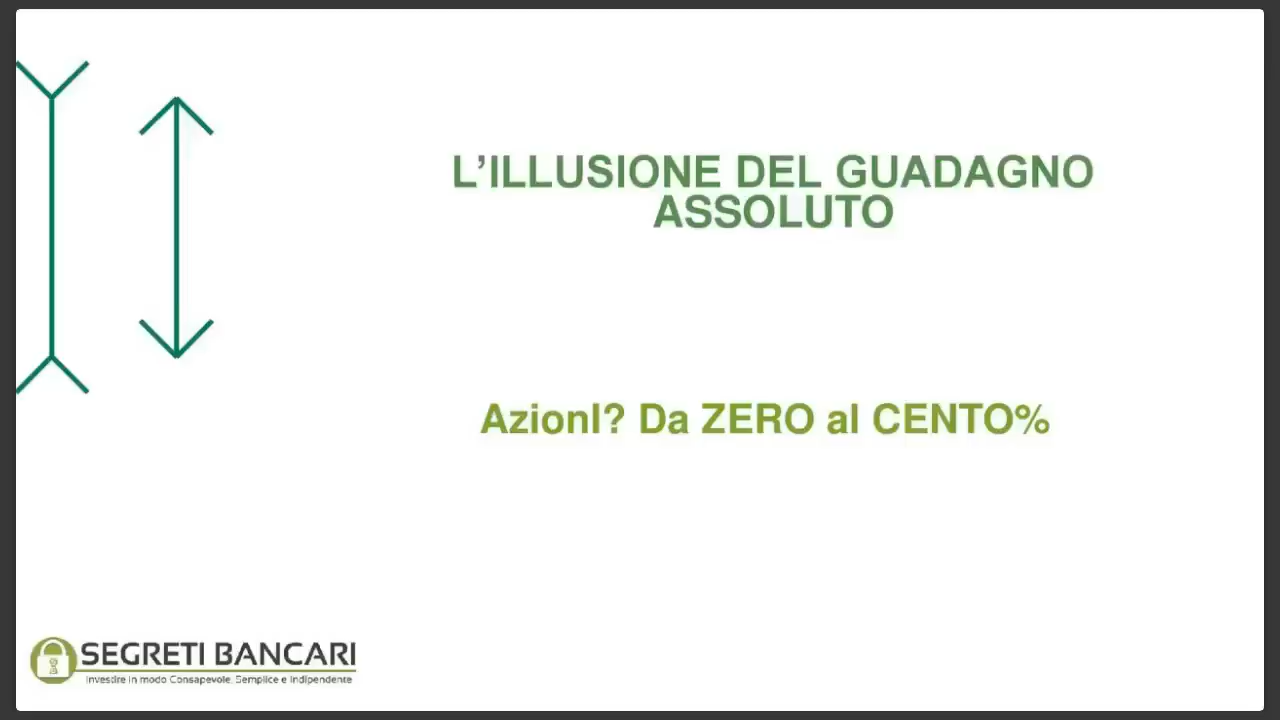 L'ILLUSIONE DEL GUADAGNO
ASSOLUTO
AzionI? Da ZERO al CENTO%
SEGRETI BANCARI
Investire in modo Consapevole, Semplice e Indipendente